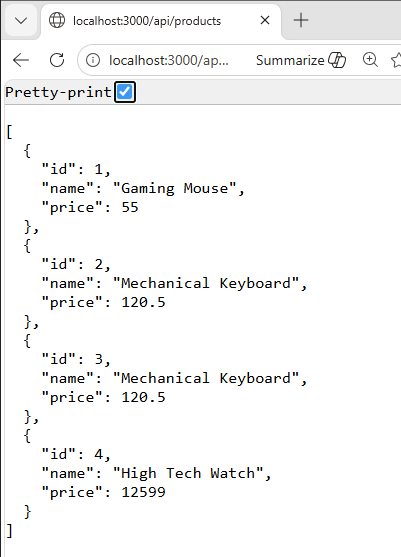 localhost:3000/api/products
localhost:3000/ap... Summarize
Pretty-print
[
  {
    "id": 1,
    "name": "Gaming Mouse",
    "price": 55
  },
  {
    "id": 2,
    "name": "Mechanical Keyboard",
    "price": 120.5
  },
  {
    "id": 3,
    "name": "Mechanical Keyboard",
    "price": 120.5
  },
  {
    "id": 4,
    "name": "High Tech Watch",
    "price": 12599
  }
]